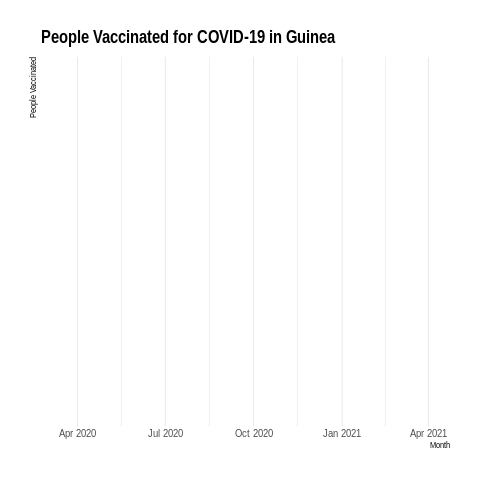 People Vaccinated for COVID-19 in Guinea
People Vaccinated
Apr 2020
Jul 2020
Oct 2020
Jan 2021
Apr 2021
Month